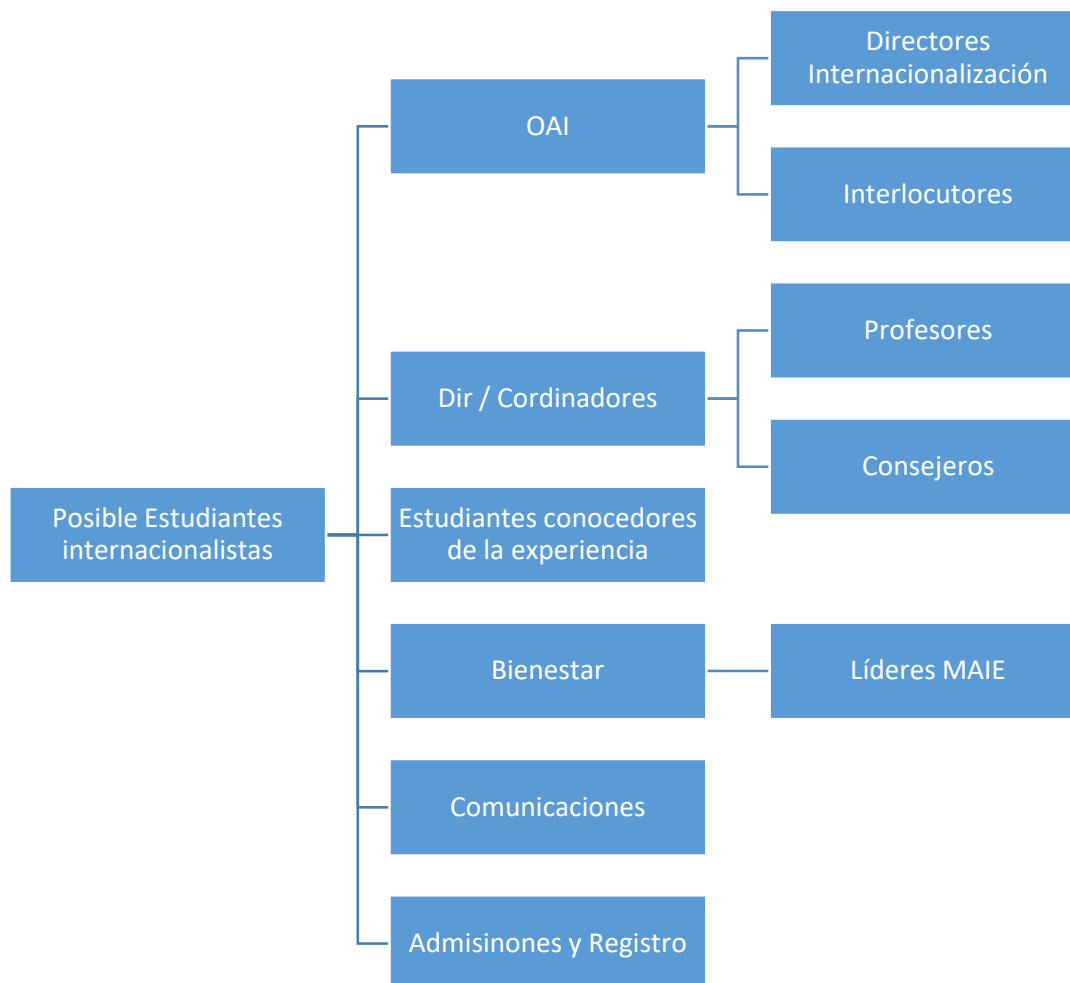 Directores
Internacionalización
OAI
Interlocutores
Profesores
Dir / Cordinadores
Consejeros
Posible Estudiantes
internacionalistas
Estudiantes conocedores
de la experiencia
Bienestar
Líderes MAIE
Comunicaciones
Admisinones y Registro